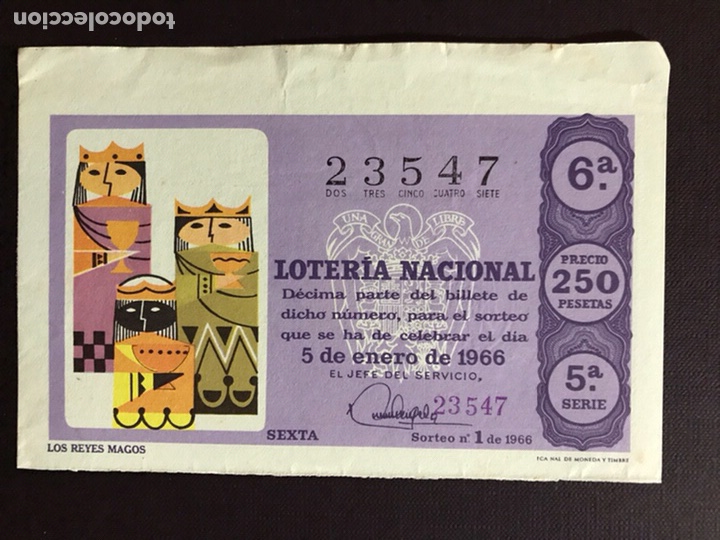 todocoleccion
23547
DOS TRES CINCO CUATRO SIETE
6ª.
UNA GRANDE LIBRE
LOTERÍA NACIONAL
Décima parte del billete de
dicho número, para el sorteo
que se ha de celebrar el día
5 de enero de 1966
EL JEFE DEL SERVICIO,
23547
SEXTA
Sorteo nº 1 de 1966
PRECIO
250
PESETAS
5ª
SERIE
LOS REYES MAGOS
FCA NAL DE MONEDA Y TIMBRE